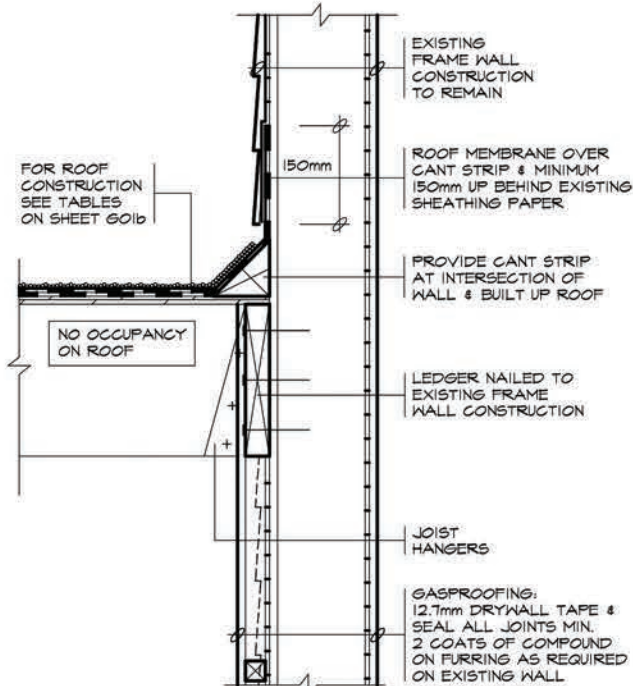 EXISTING
FRAME WALL
CONSTRUCTION
TO REMAIN
150mm
ROOF MEMBRANE OVER
CANT STRIP & MINIMUM
150mm UP BEHIND EXISTING
SHEATHING PAPER
FOR ROOF
CONSTRUCTION
SEE TABLES
ON SHEET G01b
PROVIDE CANT STRIP
AT INTERSECTION OF
WALL & BUILT UP ROOF
NO OCCUPANCY
ON ROOF
LEDGER NAILED TO
EXISTING FRAME
WALL CONSTRUCTION
JOIST
HANGERS
GASPROOFING:
12.7mm DRYWALL TAPE &
SEAL ALL JOINTS MIN.
2 COATS OF COMPOUND
ON FURRING AS REQUIRED
ON EXISTING WALL